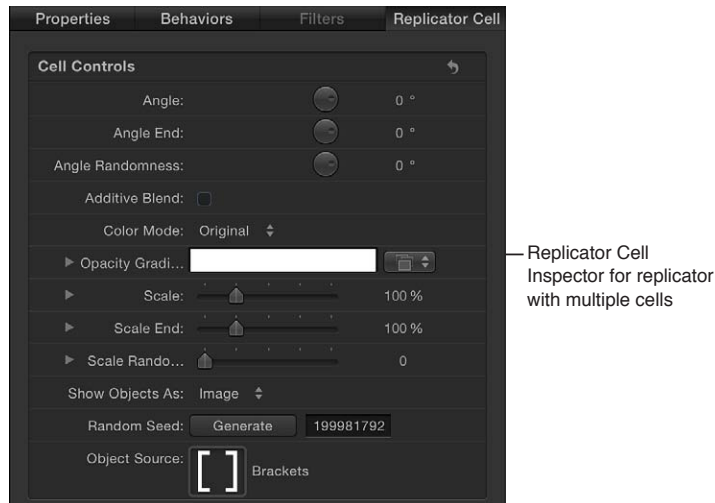 Properties Behaviors Filters Replicator Cell
Cell Controls
Angle: 0 °
Angle End: 0 °
Angle Randomness: 0 °
Additive Blend:
Color Mode: Original
Opacity Gradi...
Scale: 100 %
Scale End: 100 %
Scale Rando... 0
Show Objects As: Image
Random Seed: Generate 199981792
Object Source: [ ] Brackets
Replicator Cell
Inspector for replicator
with multiple cells